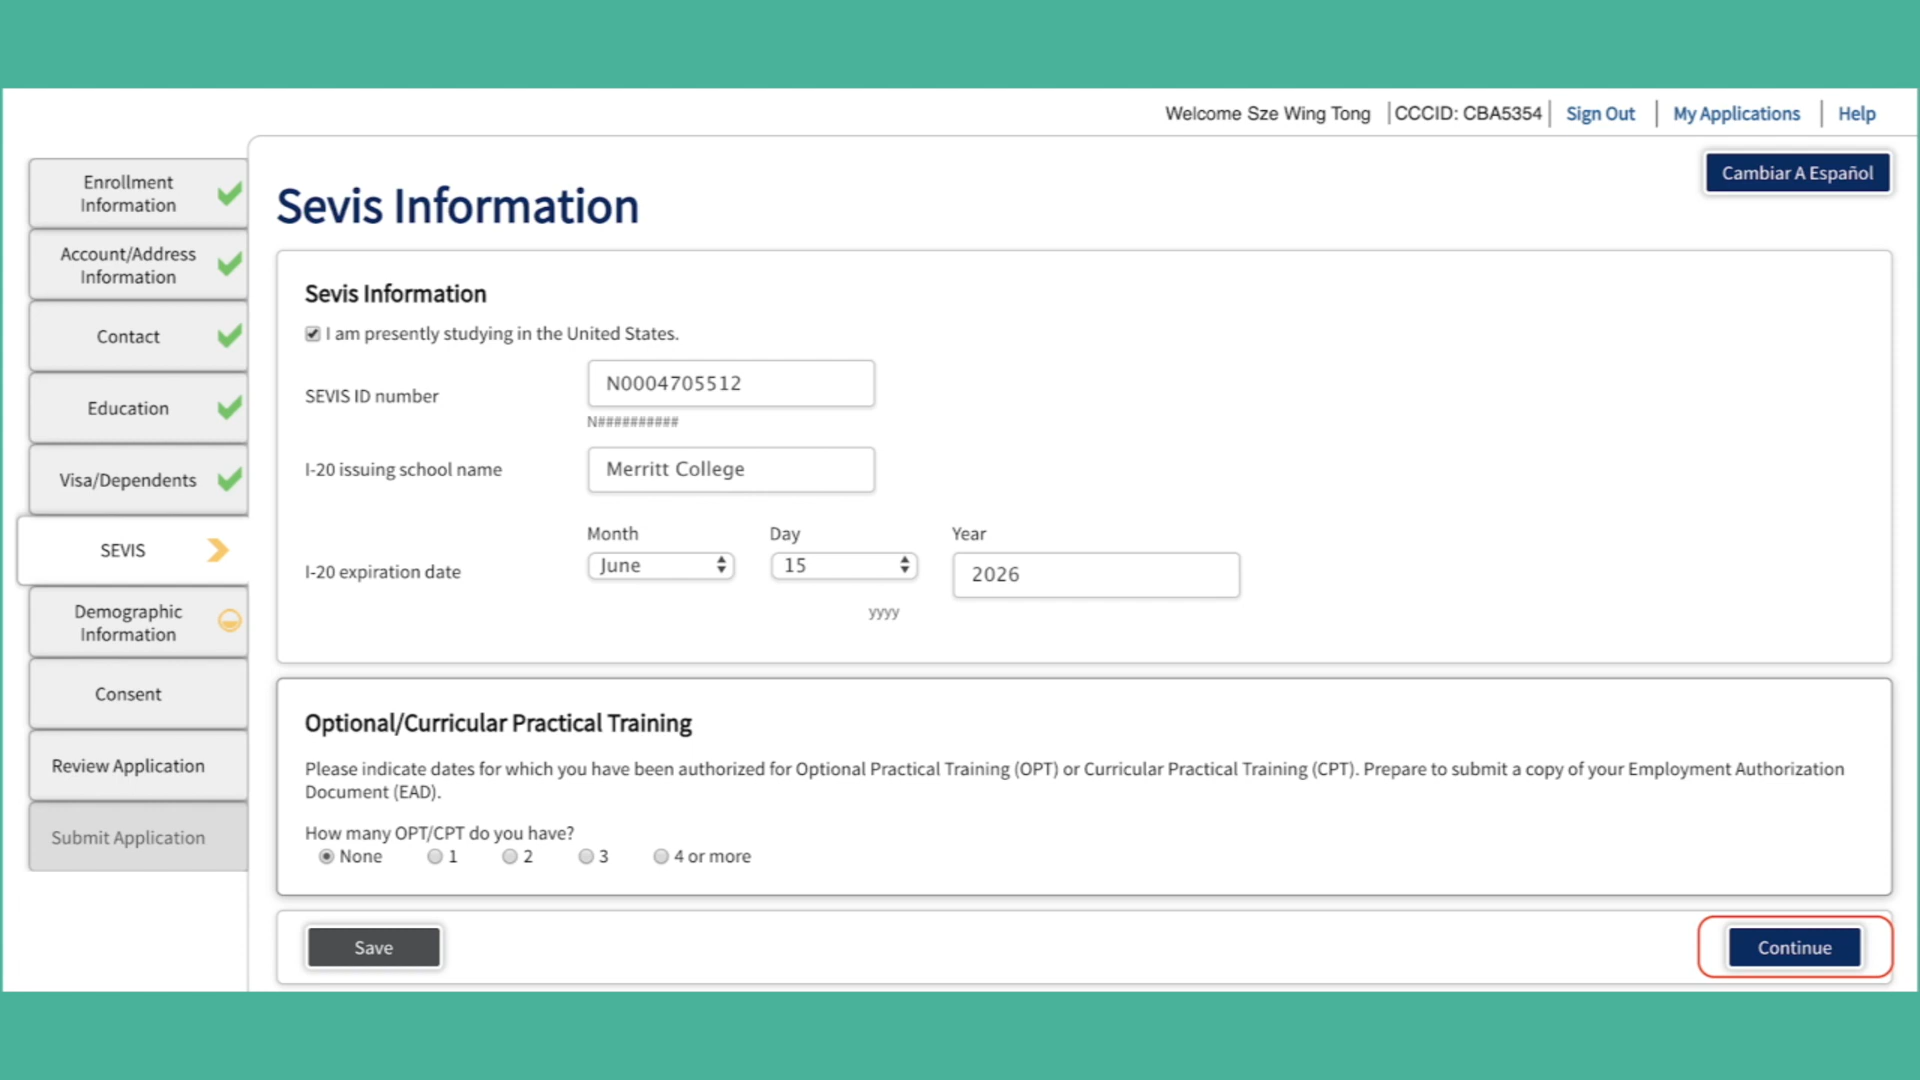 Welcome Sze Wing Tong | CCCID: CBA5354 | Sign Out | My Applications | Help
Cambiar A Español
Enrollment
Information
Account/Address
Information
Contact
Education
Visa/Dependents
SEVIS
Demographic
Information
Consent
Review Application
Submit Application
Sevis Information
Sevis Information
I am presently studying in the United States.
SEVIS ID number
N0004705512
N##########
I-20 issuing school name
Merritt College
Month Day Year
I-20 expiration date
June 15 2026
yyyy
Optional/Curricular Practical Training
Please indicate dates for which you have been authorized for Optional Practical Training (OPT) or Curricular Practical Training (CPT). Prepare to submit a copy of your Employment Authorization
Document (EAD).
How many OPT/CPT do you have?
None 1 2 3 4 or more
Save
Continue